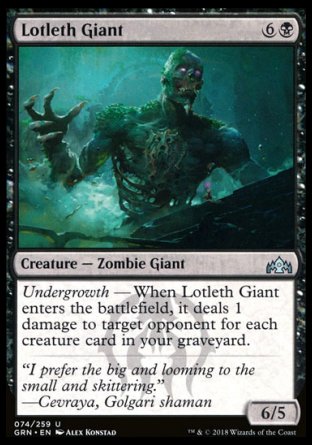 Lotleth Giant 6
Creature — Zombie Giant
Undergrowth — When Lotleth Giant
enters the battlefield, it deals 1
damage to target opponent for each
creature card in your graveyard.
“I prefer the big and looming to the
small and skittering.”
—Cevraya, Golgari shaman
6/5
074/259 U
GRN • EN ALEX KONSTAD
™ & © 2018 Wizards of the Coast